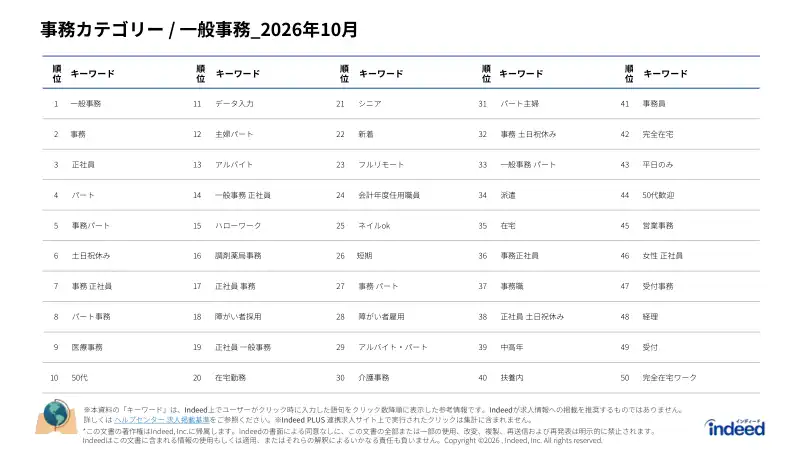 事務カテゴリー / 一般事務_2026年10月
順位 キーワード 順位 キーワード 順位 キーワード 順位 キーワード 順位 キーワード
1 一般事務 11 データ入力 21 シニア 31 パート主婦 41 事務員
2 事務 12 主婦パート 22 新着 32 事務 土日祝休み 42 完全在宅
3 正社員 13 アルバイト 23 フルリモート 33 一般事務 パート 43 平日のみ
4 パート 14 一般事務 正社員 24 会計年度任用職員 34 派遣 44 50代歓迎
5 事務パート 15 ハローワーク 25 ネイルok 35 在宅 45 営業事務
6 土日祝休み 16 調剤薬局事務 26 短期 36 事務正社員 46 女性 正社員
7 事務 正社員 17 正社員 事務 27 事務 パート 37 事務職 47 受付事務
8 パート事務 18 障がい者採用 28 障がい者雇用 38 正社員 土日祝休み 48 経理
9 医療事務 19 正社員 一般事務 29 アルバイト・パート 39 中高年 49 受付
10 50代 20 在宅勤務 30 介護事務 40 扶養内 50 完全在宅ワーク
※本資料の「キーワード」は、Indeed上でユーザーがクリック時に入力した語句をクリック数降順に表示した参考情報です。Indeedが求人情報への掲載を推奨するものではありません。
詳しくは ヘルプセンター 求人掲載基準をご参照ください。※Indeed PLUS 連携求人サイト上で実行されたクリックは集計に含まれません。
*この文書の著作権はIndeed, Inc.に帰属します。Indeedの書面による同意なしに、この文書の全部または一部の使用、改変、複製、再送信および再発表は明示的に禁止されます。
Indeedはこの文書に含まれる情報の使用もしくは適用、またはそれらの解釈によるいかなる責任も負いません。Copyright ©2026 , Indeed, Inc. All rights reserved.
インディード
indeed